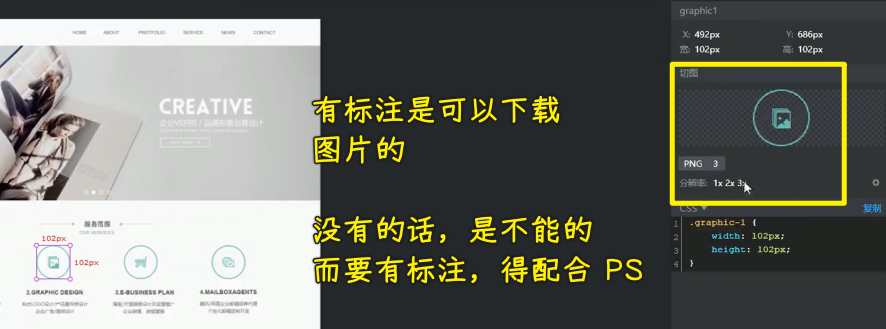 HOME ABOUT PROTFOLIO SERVICE NEWS CONTACT
CREATIVE
企业VI识别 / 品牌形象创意设计
服务范围
OUR SERVICES
102px
102px
2.GRAPHIC DESIGN
3.E-BUSINESS PLAN
4.MAILBOXAGENTS
有标注是可以下载
图片的
没有的话，是不能的
而要有标注，得配合 PS
graphic1
X: 492px Y: 686px
宽: 102px 高: 102px
切图
PNG 3
分辨率: 1x 2x 3x
CSS 复制
1 .graphic-1 {
2 width: 102px;
3 height: 102px;
4 }